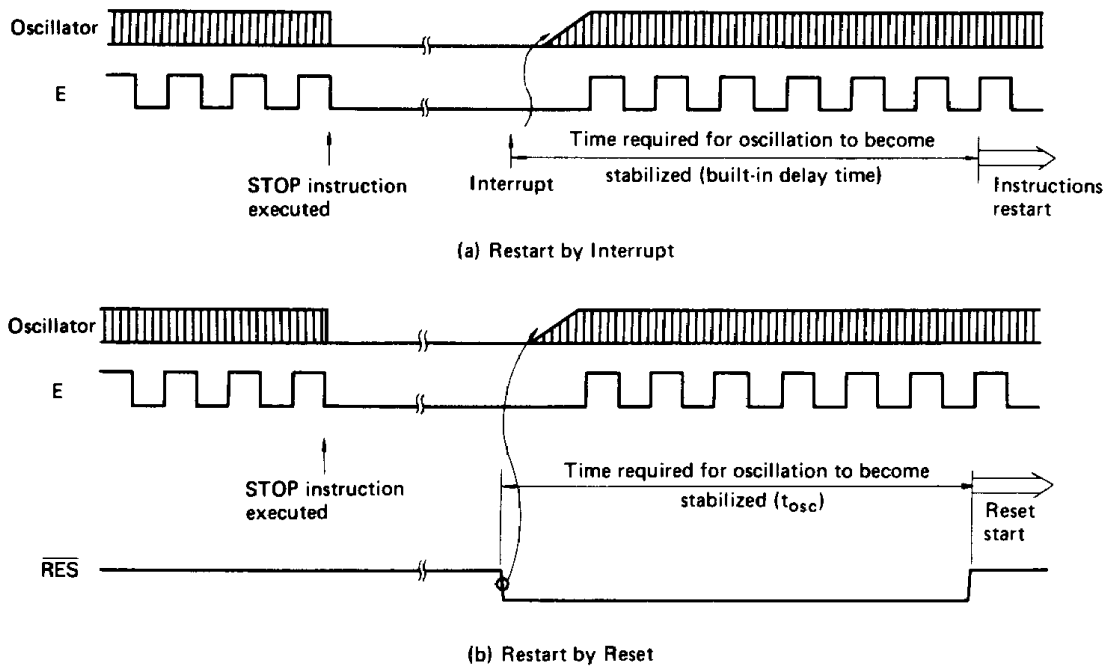 Oscillator
E
Time required for oscillation to become
stabilized (built-in delay time)
STOP instruction
executed
Interrupt
Instructions
restart
(a) Restart by Interrupt
Oscillator
E
Time required for oscillation to become
stabilized (tosc)
STOP instruction
executed
Reset
start
RES
(b) Restart by Reset